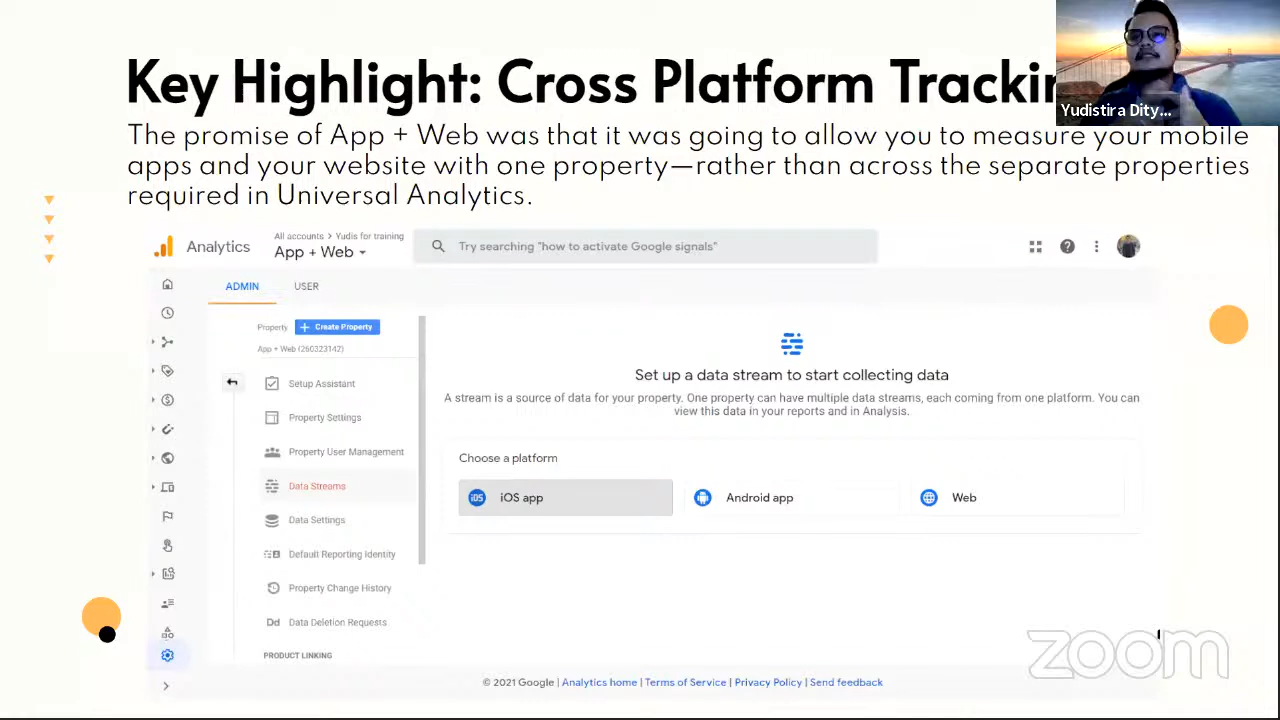 Key Highlight: Cross Platform Trackin
Yudistira Dity...
The promise of App + Web was that it was going to allow you to measure your mobile
apps and your website with one property—rather than across the separate properties
required in Universal Analytics.
Analytics
All accounts > Yudis for training
App + Web
Try searching "how to activate Google signals"
ADMIN
USER
Property
+ Create Property
App + Web (260323142)
Setup Assistant
Property Settings
Property User Management
Data Streams
Data Settings
Default Reporting Identity
Property Change History
Dd Data Deletion Requests
PRODUCT LINKING
Set up a data stream to start collecting data
A stream is a source of data for your property. One property can have multiple data streams, each coming from one platform. You can
view this data in your reports and in Analysis.
Choose a platform
iOS iOS app
Android app
Web
© 2021 Google | Analytics home | Terms of Service | Privacy Policy | Send feedback
zoom